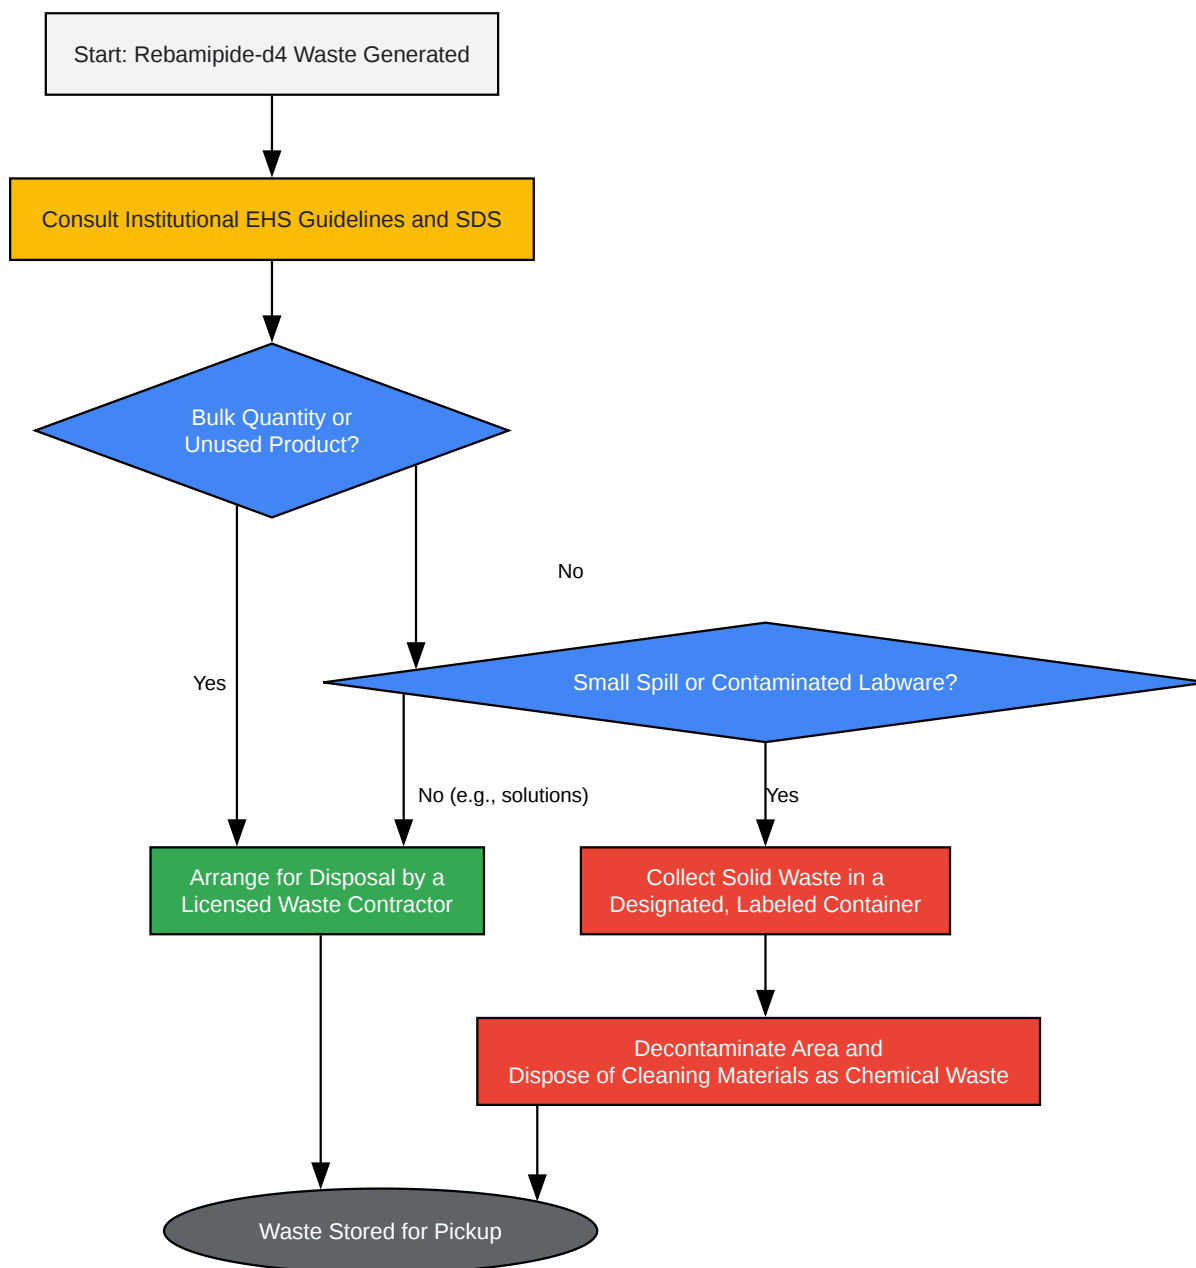 Start: Rebamipide-d4 Waste Generated
Consult Institutional EHS Guidelines and SDS
Bulk Quantity or
Unused Product?
No
Yes
Small Spill or Contaminated Labware?
No (e.g., solutions)
Yes
Arrange for Disposal by a
Licensed Waste Contractor
Collect Solid Waste in a
Designated, Labeled Container
Decontaminate Area and
Dispose of Cleaning Materials as Chemical Waste
Waste Stored for Pickup